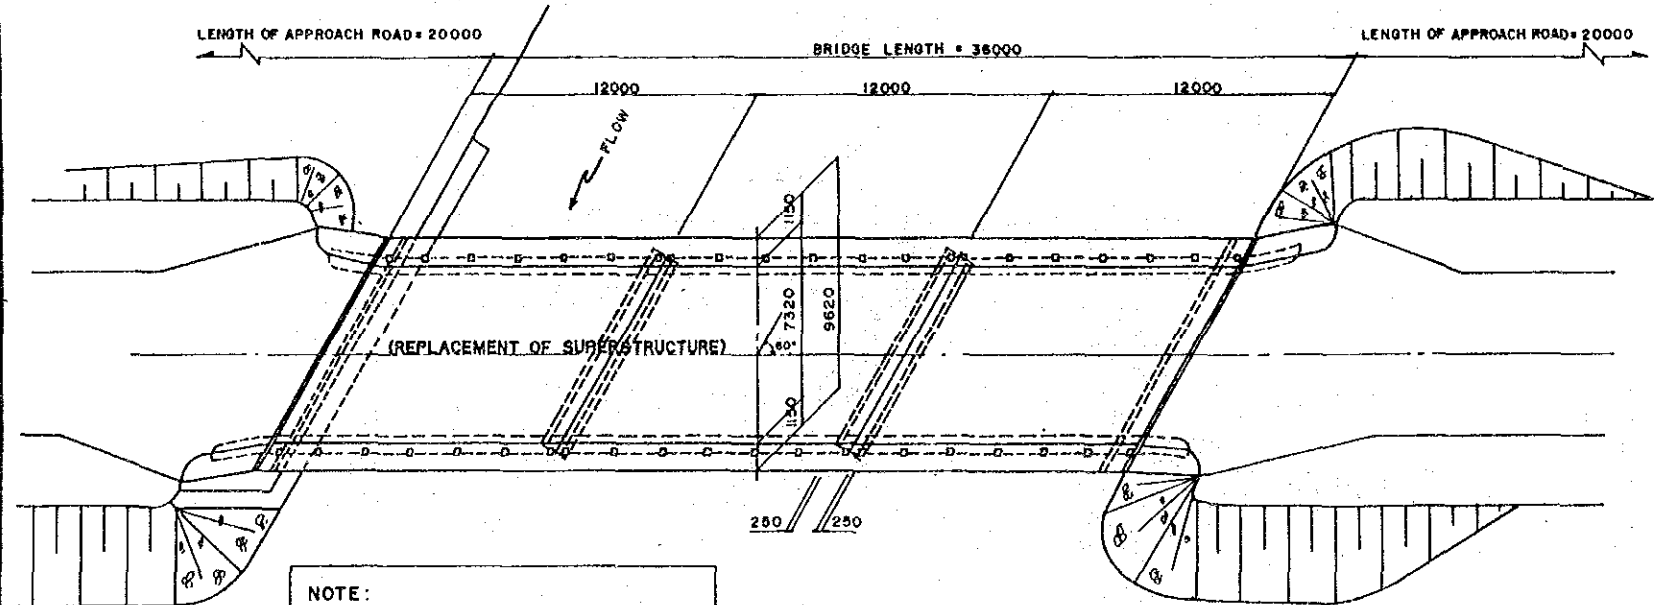 LENGTH OF APPROACH ROAD = 20000
BRIDGE LENGTH = 36000
LENGTH OF APPROACH ROAD = 20000
12000
12000
12000
FLOW
1150
7320
9620
60°
1150
(REPLACEMENT OF SUPERSTRUCTURE)
250
250
NOTE: